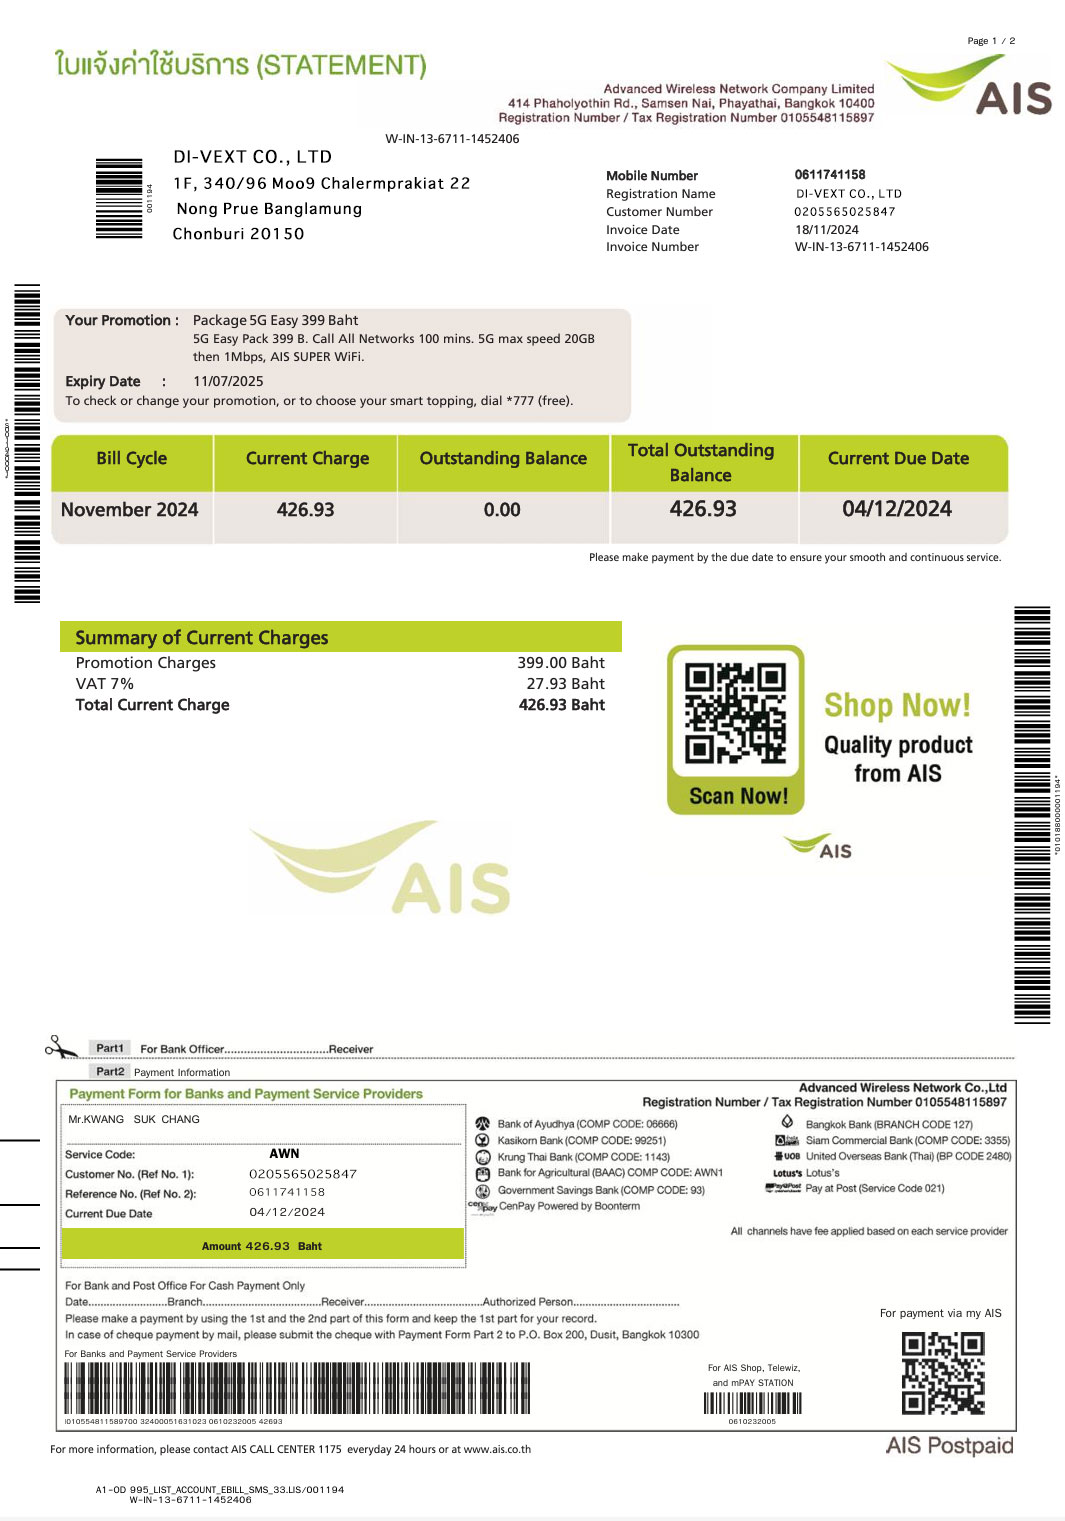 Page 1 / 2
ใบแจ้งค่าใช้บริการ (STATEMENT)
AIS
Advanced Wireless Network Company Limited
414 Phaholyothin Rd., Samsen Nai, Phayathai, Bangkok 10400
Registration Number / Tax Registration Number 0105548115897
W-IN-13-6711-1452406
DI-VEXT CO., LTD
1F, 340/96 Moo9 Chalermprakiat 22
Nong Prue Banglamung
Chonburi 20150
001194
Mobile Number 0611741158
Registration Name DI-VEXT CO., LTD
Customer Number 0205565025847
Invoice Date 18/11/2024
Invoice Number W-IN-13-6711-1452406
Your Promotion : Package 5G Easy 399 Baht
5G Easy Pack 399 B. Call All Networks 100 mins. 5G max speed 20GB
then 1Mbps, AIS SUPER WiFi.
Expiry Date : 11/07/2025
To check or change your promotion, or to choose your smart topping, dial *777 (free).
Bill Cycle Current Charge Outstanding Balance Total Outstanding Balance Current Due Date
November 2024 426.93 0.00 426.93 04/12/2024
Please make payment by the due date to ensure your smooth and continuous service.
Summary of Current Charges
Promotion Charges 399.00 Baht
VAT 7% 27.93 Baht
Total Current Charge 426.93 Baht
Scan Now!
Shop Now!
Quality product
from AIS
AIS
AIS
*0101880000001194*
Part1 For Bank Officer................................Receiver
Part2 Payment Information
Payment Form for Banks and Payment Service Providers
Advanced Wireless Network Co.,Ltd
Registration Number / Tax Registration Number 0105548115897
Mr.KWANG SUK CHANG
Service Code: AWN
Customer No. (Ref No. 1): 0205565025847
Reference No. (Ref No. 2): 0611741158
Current Due Date 04/12/2024
Amount 426.93 Baht
Bank of Ayudhya (COMP CODE: 06666)
Kasikorn Bank (COMP CODE: 99251)
Krung Thai Bank (COMP CODE: 1143)
Bank for Agricultural (BAAC) COMP CODE: AWN1
Government Savings Bank (COMP CODE: 93)
cenpay CenPay Powered by Boonterm
Bangkok Bank (BRANCH CODE 127)
Siam Commercial Bank (COMP CODE: 3355)
UOB United Overseas Bank (Thai) (BP CODE 2480)
Lotus's Lotus's
Pay@Post Pay at Post (Service Code 021)
All channels have fee applied based on each service provider
For Bank and Post Office For Cash Payment Only
Date........................Branch....................................Receiver....................................Authorized Person................................
Please make a payment by using the 1st and the 2nd part of this form and keep the 1st part for your record.
In case of cheque payment by mail, please submit the cheque with Payment Form Part 2 to P.O. Box 200, Dusit, Bangkok 10300
For Banks and Payment Service Providers
|010554811589700 32400051631023 0610232005 42693
For AIS Shop, Telewiz,
and mPAY STATION
0610232005
For payment via my AIS
AIS Postpaid
For more information, please contact AIS CALL CENTER 1175 everyday 24 hours or at www.ais.co.th
A1-OD 995_LIST_ACCOUNT_EBILL_SMS_33.LIS/001194
W-IN-13-6711-1452406